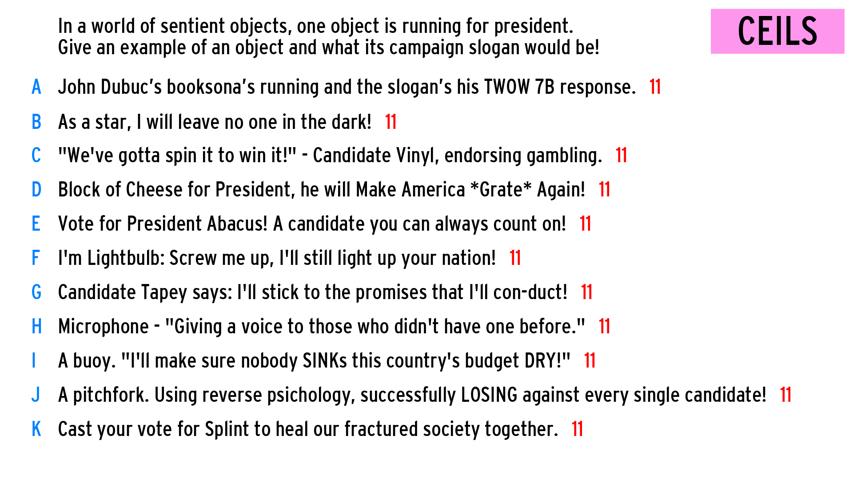 In a world of sentient objects, one object is running for president.
Give an example of an object and what its campaign slogan would be!
CEILS
A John Dubuc's booksona's running and the slogan's his TWOW 7B response. 11
B As a star, I will leave no one in the dark! 11
C "We've gotta spin it to win it!" - Candidate Vinyl, endorsing gambling. 11
D Block of Cheese for President, he will Make America *Grate* Again! 11
E Vote for President Abacus! A candidate you can always count on! 11
F I'm Lightbulb: Screw me up, I'll still light up your nation! 11
G Candidate Tapey says: I'll stick to the promises that I'll con-duct! 11
H Microphone - "Giving a voice to those who didn't have one before." 11
I A buoy. "I'll make sure nobody SINKs this country's budget DRY!" 11
J A pitchfork. Using reverse psichology, successfully LOSING against every single candidate! 11
K Cast your vote for Splint to heal our fractured society together. 11